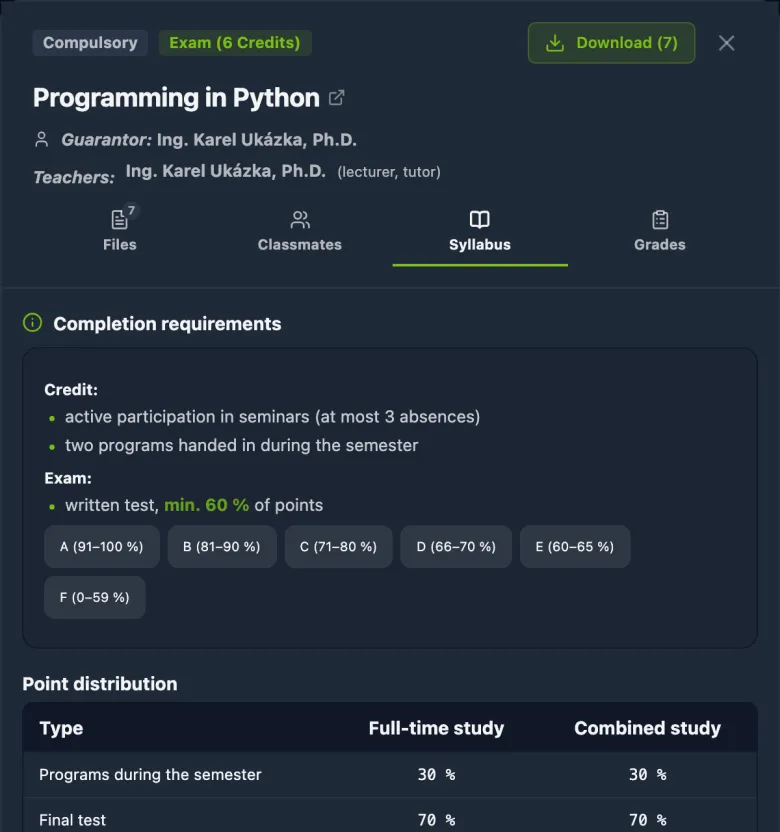 Compulsory Exam (6 Credits) Download (7)
Programming in Python
Guarantor: Ing. Karel Ukázka, Ph.D.
Teachers: Ing. Karel Ukázka, Ph.D. (lecturer, tutor)
7
Files Classmates Syllabus Grades
Completion requirements
Credit:
• active participation in seminars (at most 3 absences)
• two programs handed in during the semester
Exam:
• written test, min. 60 % of points
A (91–100 %) B (81–90 %) C (71–80 %) D (66–70 %) E (60–65 %)
F (0–59 %)
Point distribution
Type Full-time study Combined study
Programs during the semester 30 % 30 %
Final test 70 % 70 %